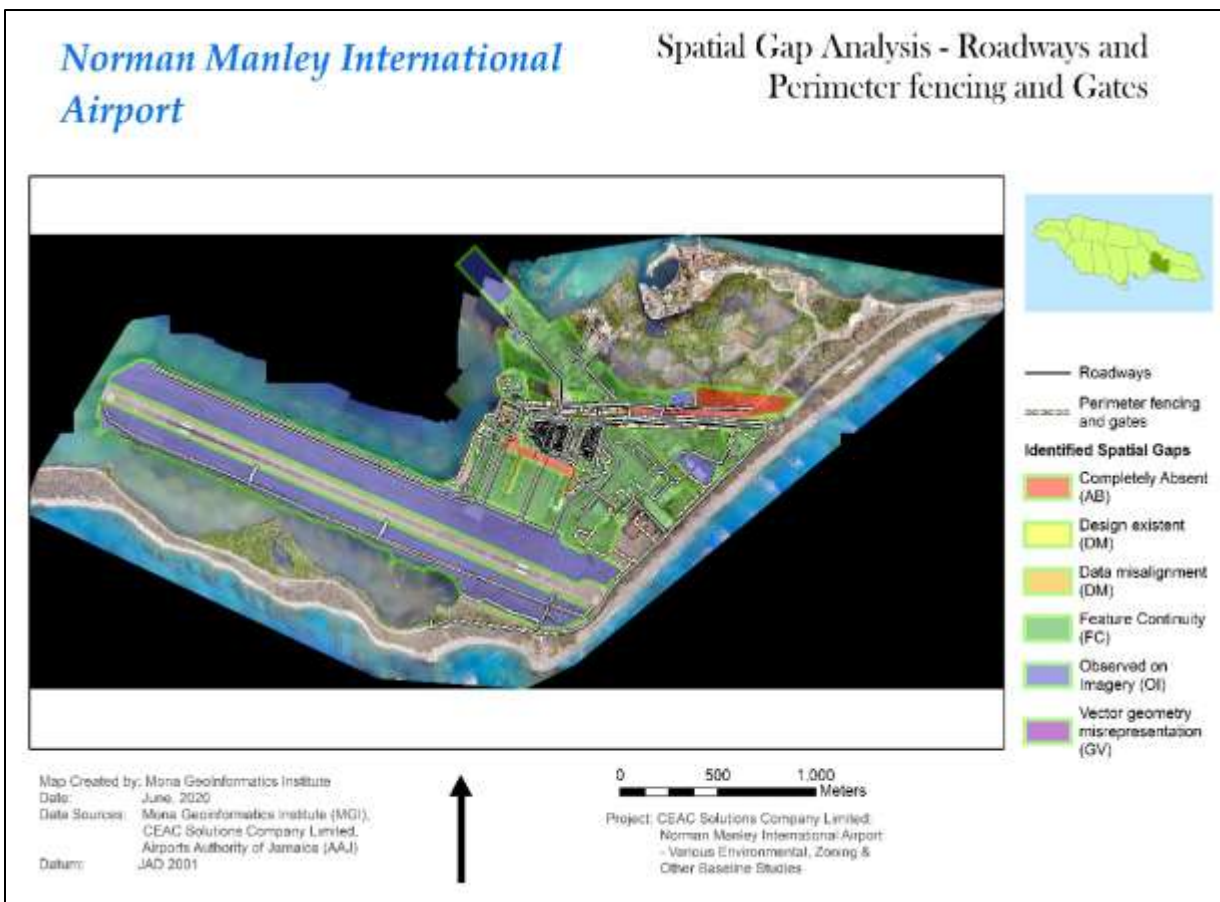 Norman Manley International
Airport
Spatial Gap Analysis - Roadways and
Perimeter fencing and Gates
Roadways
Perimeter fencing
and gates
Identified Spatial Gaps
Completely Absent
(AB)
Design existent
(DM)
Data misalignment
(DM)
Feature Continuity
(FC)
Observed on
Imagery (OI)
Vector geometry
misrepresentation
(GV)
Map Created by: Mona GeoInformatics Institute
Date: June, 2020
Data Sources: Mona Geoinformatics Institute (MGI),
CEAC Solutions Company Limited,
Airports Authority of Jamaica (AAJ)
Datum: JAD 2001
0 500 1,000
Meters
Project: CEAC Solutions Company Limited:
Norman Manley International Airport
- Various Environmental, Zoning &
Other Baseline Studies